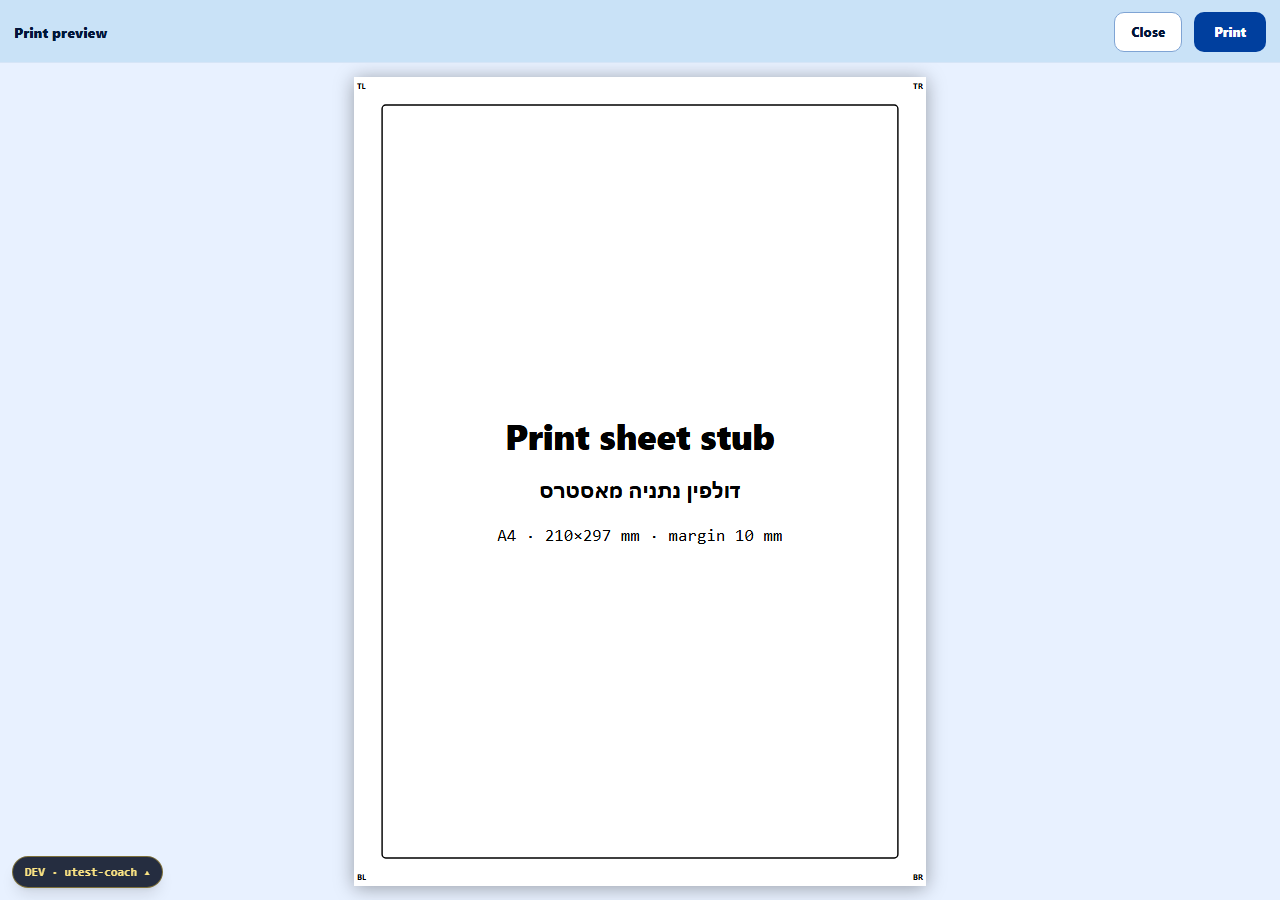 Print preview
Close
Print
TL
TR
Print sheet stub
דולפין נתניה מאסטרס
A4 · 210×297 mm · margin 10 mm
BL
BR
DEV · utest-coach ▴